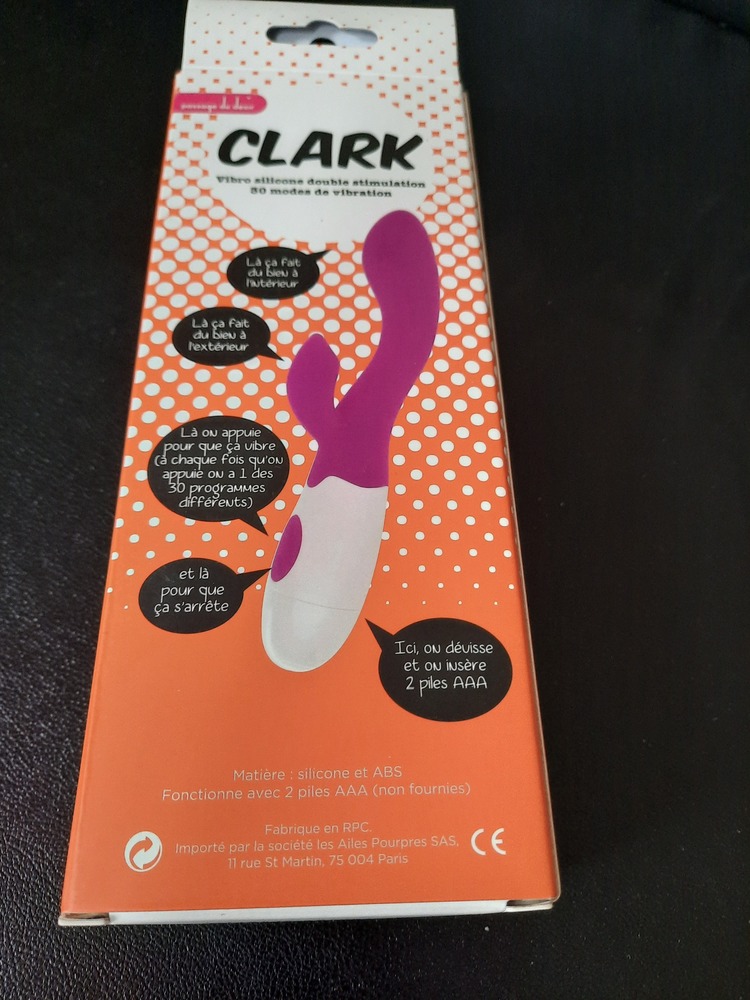 passage du désir
CLARK
Vibro silicone double stimulation
30 modes de vibration
Là ça fait
du bien à
l'intérieur
Là ça fait
du bien à
l'extérieur
Là on appuie
pour que ça vibre
(à chaque fois qu'on
appuie on a 1 des
30 programmes
différents)
et là
pour que
ça s'arrête
Ici, on dévisse
et on insère
2 piles AAA
Matière : silicone et ABS
Fonctionne avec 2 piles AAA (non fournies)
Fabrique en RPC.
Importé par la société les Ailes Pourpres SAS,
11 rue St Martin, 75 004 Paris
CE